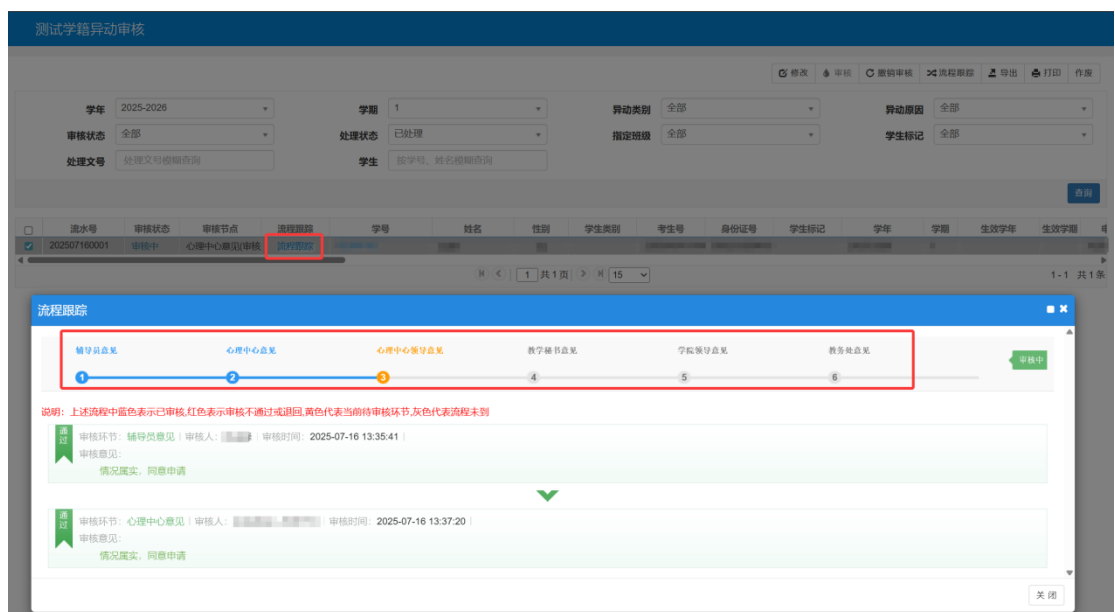 测试学籍异动审核
修改 审核 撤销审核 流程跟踪 导出 打印 作废
学年 2025-2026 学期 1 异动类别 全部 异动原因 全部
审核状态 全部 处理状态 已处理 指定班级 全部 学生标记 全部
处理文号 处理文号模糊查询 学生 按学号、姓名模糊查询
查询
流水号 审核状态 审核节点 流程跟踪 学号 姓名 性别 学生类别 考生号 身份证号 学生标记 学年 学期 生效学年 生效学期
202507160001 审核中 心理中心意见(审核 流程跟踪
1 共1页 15 1-1 共1条
流程跟踪
辅导员意见 心理中心意见 心理中心领导意见 教学秘书意见 学院领导意见 教务处意见
1 2 3 4 5 6
审核中
说明：上述流程中蓝色表示已审核,红色表示审核不通过或退回,黄色代表当前待审核环节,灰色代表流程未到
通过
审核环节：辅导员意见 | 审核人： | 审核时间：2025-07-16 13:35:41 |
审核意见：
情况属实，同意申请
通过
审核环节：心理中心意见 | 审核人： | 审核时间：2025-07-16 13:37:20 |
审核意见：
情况属实，同意申请
关 闭